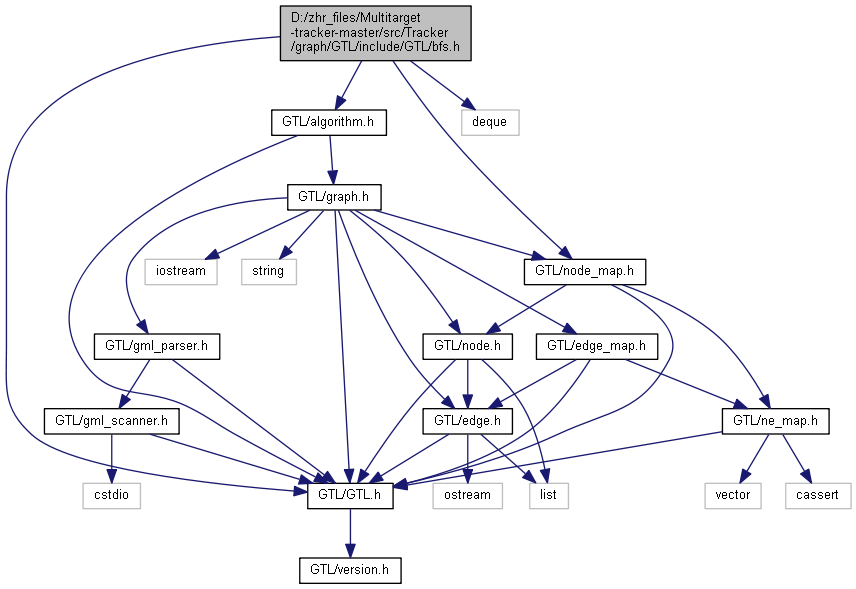 D:/zhr_files/Multitarget
-tracker-master/src/Tracker
/graph/GTL/include/GTL/bfs.h
GTL/algorithm.h
deque
GTL/graph.h
iostream
string
GTL/node_map.h
GTL/gml_parser.h
GTL/node.h
GTL/edge_map.h
GTL/gml_scanner.h
GTL/edge.h
GTL/ne_map.h
cstdio
GTL/GTL.h
ostream
list
vector
cassert
GTL/version.h